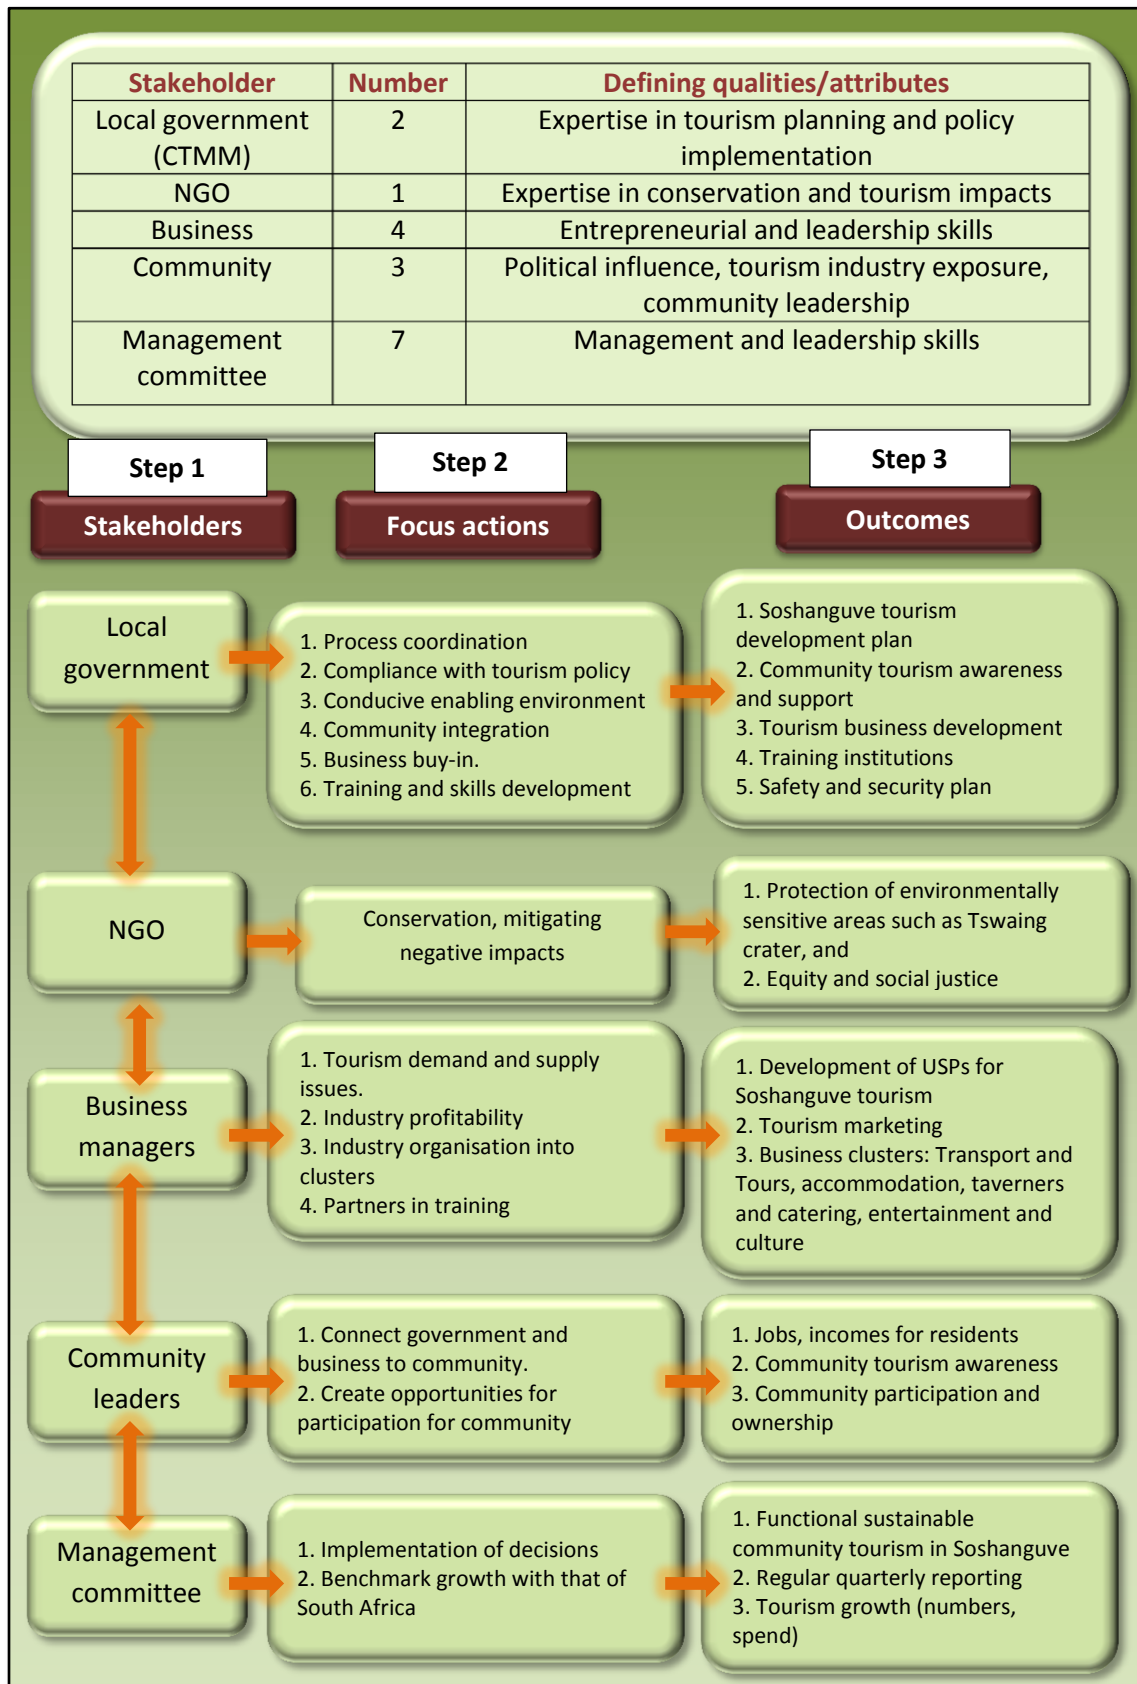 Stakeholder Number Defining qualities/attributes
Local government 2 Expertise in tourism planning and policy
(CTMM) implementation
NGO 1 Expertise in conservation and tourism impacts
Business 4 Entrepreneurial and leadership skills
Community 3 Political influence, tourism industry exposure,
community leadership
Management 7 Management and leadership skills
committee
Step 1
Stakeholders
Step 2
Focus actions
Step 3
Outcomes
Local
government
1. Process coordination
2. Compliance with tourism policy
3. Conducive enabling environment
4. Community integration
5. Business buy-in.
6. Training and skills development
1. Soshanguve tourism
development plan
2. Community tourism awareness
and support
3. Tourism business development
4. Training institutions
5. Safety and security plan
NGO
Conservation, mitigating
negative impacts
1. Protection of environmentally
sensitive areas such as Tswaing
crater, and
2. Equity and social justice
Business
managers
1. Tourism demand and supply
issues.
2. Industry profitability
3. Industry organisation into
clusters
4. Partners in training
1. Development of USPs for
Soshanguve tourism
2. Tourism marketing
3. Business clusters: Transport and
Tours, accommodation, taverners
and catering, entertainment and
culture
Community
leaders
1. Connect government and
business to community.
2. Create opportunities for
participation for community
1. Jobs, incomes for residents
2. Community tourism awareness
3. Community participation and
ownership
Management
committee
1. Implementation of decisions
2. Benchmark growth with that of
South Africa
1. Functional sustainable
community tourism in Soshanguve
2. Regular quarterly reporting
3. Tourism growth (numbers,
spend)